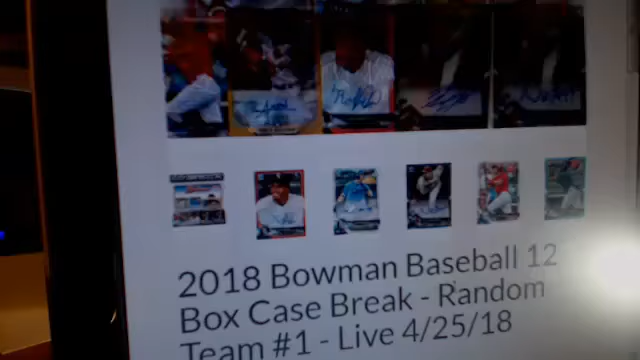 2018 Bowman Baseball 12
Box Case Break - Random
Team #1 - Live 4/25/18